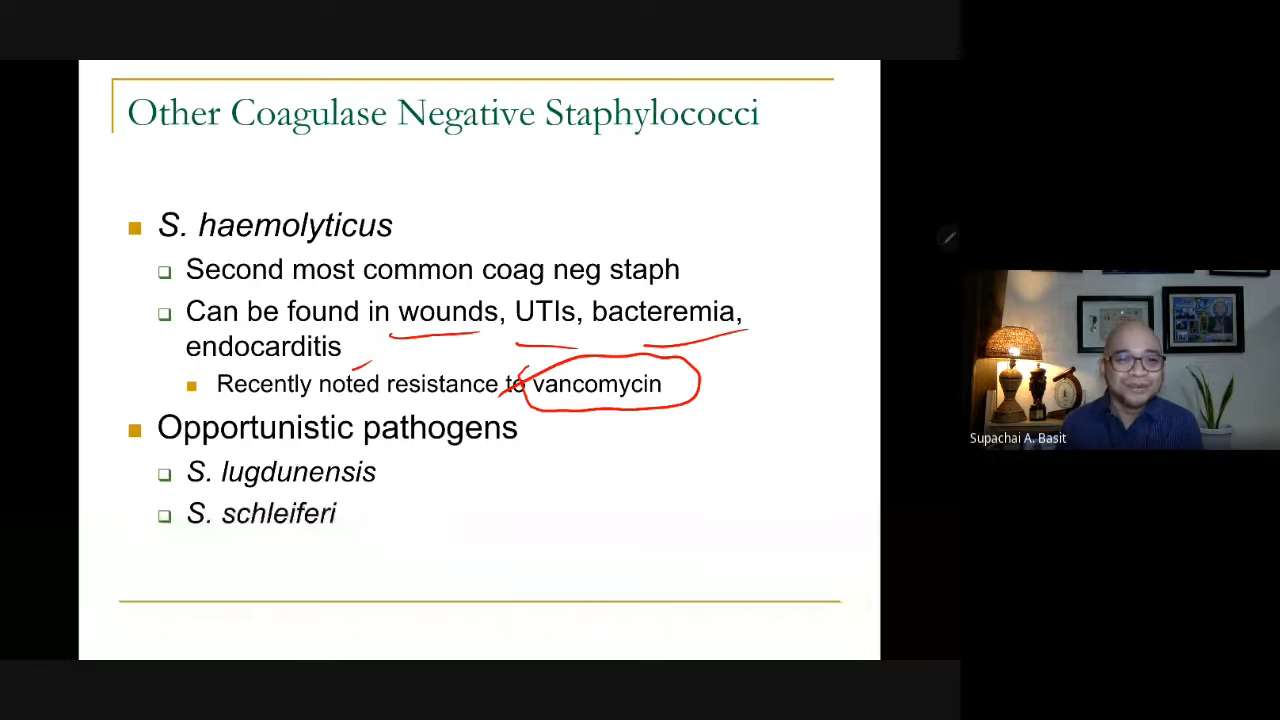 Other Coagulase Negative Staphylococci
S. haemolyticus
Second most common coag neg staph
Can be found in wounds, UTIs, bacteremia,
endocarditis
Recently noted resistance to vancomycin
Opportunistic pathogens
S. lugdunensis
S. schleiferi
Supachai A. Basit